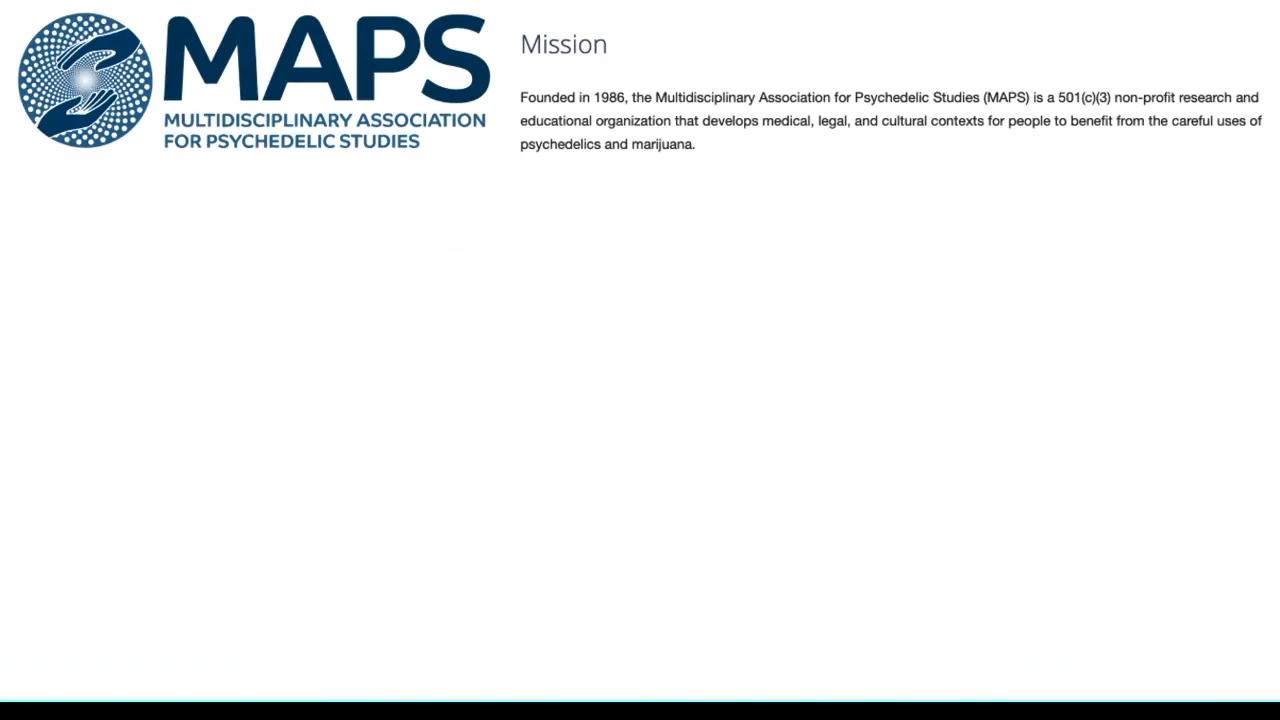 MAPS
MULTIDISCIPLINARY ASSOCIATION
FOR PSYCHEDELIC STUDIES
Mission
Founded in 1986, the Multidisciplinary Association for Psychedelic Studies (MAPS) is a 501(c)(3) non-profit research and
educational organization that develops medical, legal, and cultural contexts for people to benefit from the careful uses of
psychedelics and marijuana.